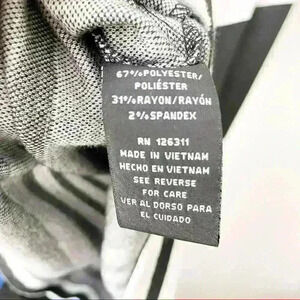 67%POLYESTER/
POLIÉSTER
31%RAYON/RAYÓN
2%SPANDEX
RN 126311
MADE IN VIETNAM
HECHO EN VIETNAM
SEE REVERSE
FOR CARE
VER AL DORSO PARA
EL CUIDADO